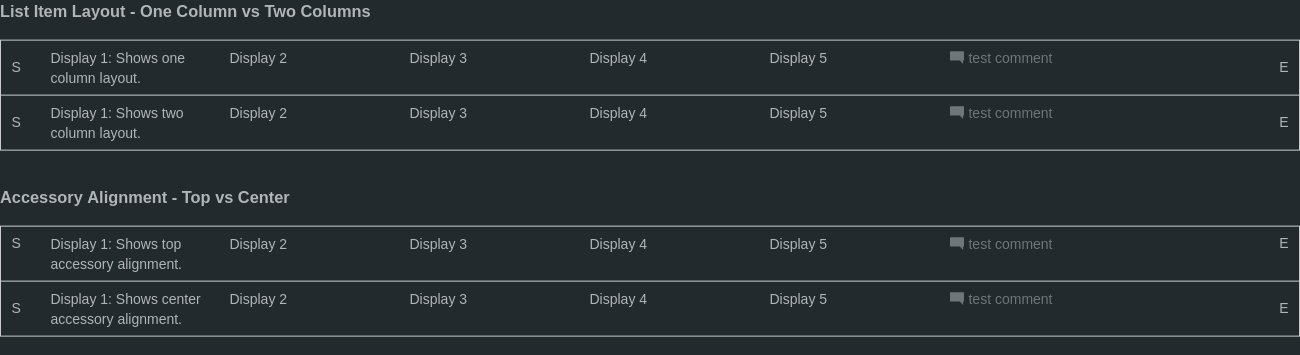 List Item Layout - One Column vs Two Columns
S Display 1: Shows one column layout. Display 2 Display 3 Display 4 Display 5 test comment E
S Display 1: Shows two column layout. Display 2 Display 3 Display 4 Display 5 test comment E
Accessory Alignment - Top vs Center
S Display 1: Shows top accessory alignment. Display 2 Display 3 Display 4 Display 5 test comment E
S Display 1: Shows center accessory alignment. Display 2 Display 3 Display 4 Display 5 test comment E